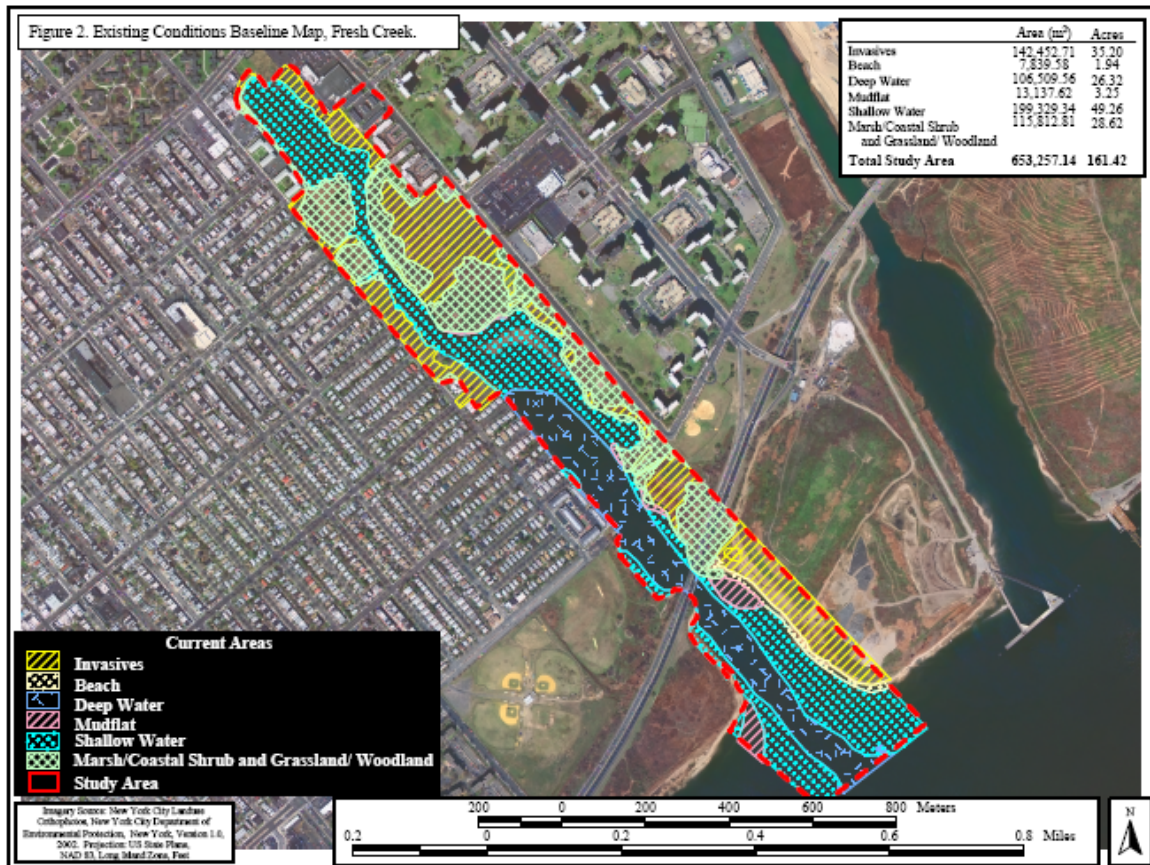 Figure 2. Existing Conditions Baseline Map, Fresh Creek.
Area (m²) Acres
Invasives 142,452.71 35.20
Beach 7,839.58 1.94
Deep Water 106,509.56 26.32
Mudflat 13,137.62 3.25
Shallow Water 199,329.34 49.26
Marsh/Coastal Shrub 115,812.81 28.62
and Grassland/ Woodland
Total Study Area 653,257.14 161.42
Current Areas
Invasives
Beach
Deep Water
Mudflat
Shallow Water
Marsh/Coastal Shrub and Grassland/ Woodland
Study Area
Imagery Source: New York City Landuse
Orthophotos, New York City Department of
Environmental Protection, New York, Version 1.0,
2002. Projection: US State Plane,
NAD 83, Long Island Zone, Feet
200 0 200 400 600 800 Meters
0.2 0 0.2 0.4 0.6 0.8 Miles
N